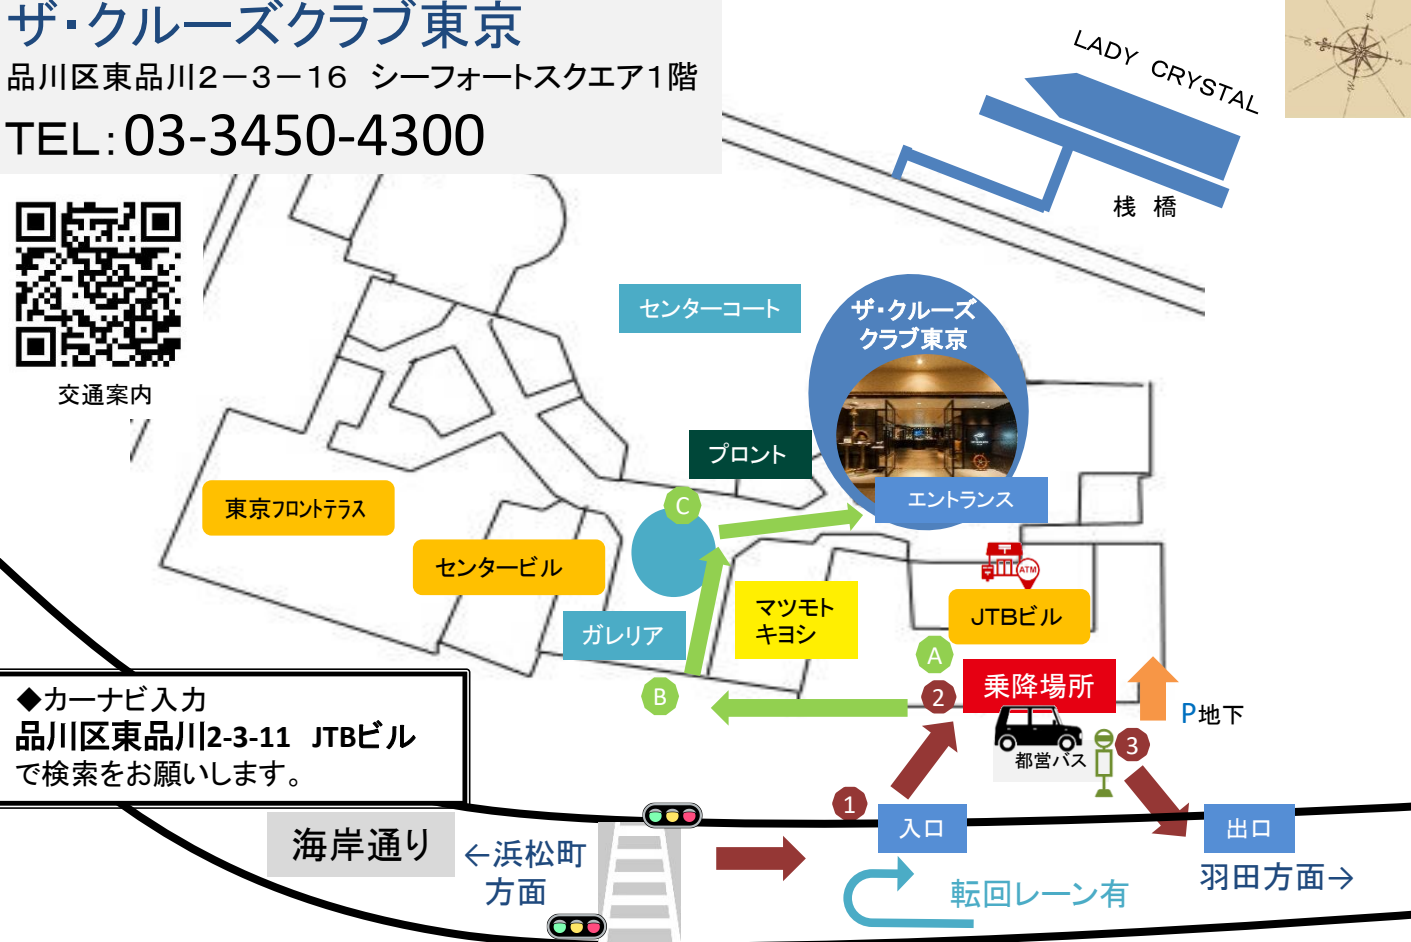 ザ・クルーズクラブ東京
品川区東品川2－3－16　シーフォートスクエア1階
TEL：03-3450-4300
LADY CRYSTAL
桟 橋
交通案内
センターコート
ザ・クルーズ
クラブ東京
プロント
エントランス
C
東京フロントテラス
センタービル
ガレリア
マツモト
キヨシ
ATM
JTBビル
A
B
2
乗降場所
P地下
都営バス
3
◆カーナビ入力
品川区東品川2-3-11　JTBビル
で検索をお願いします。
1
入口
出口
海岸通り
←浜松町
方面
羽田方面→
転回レーン有